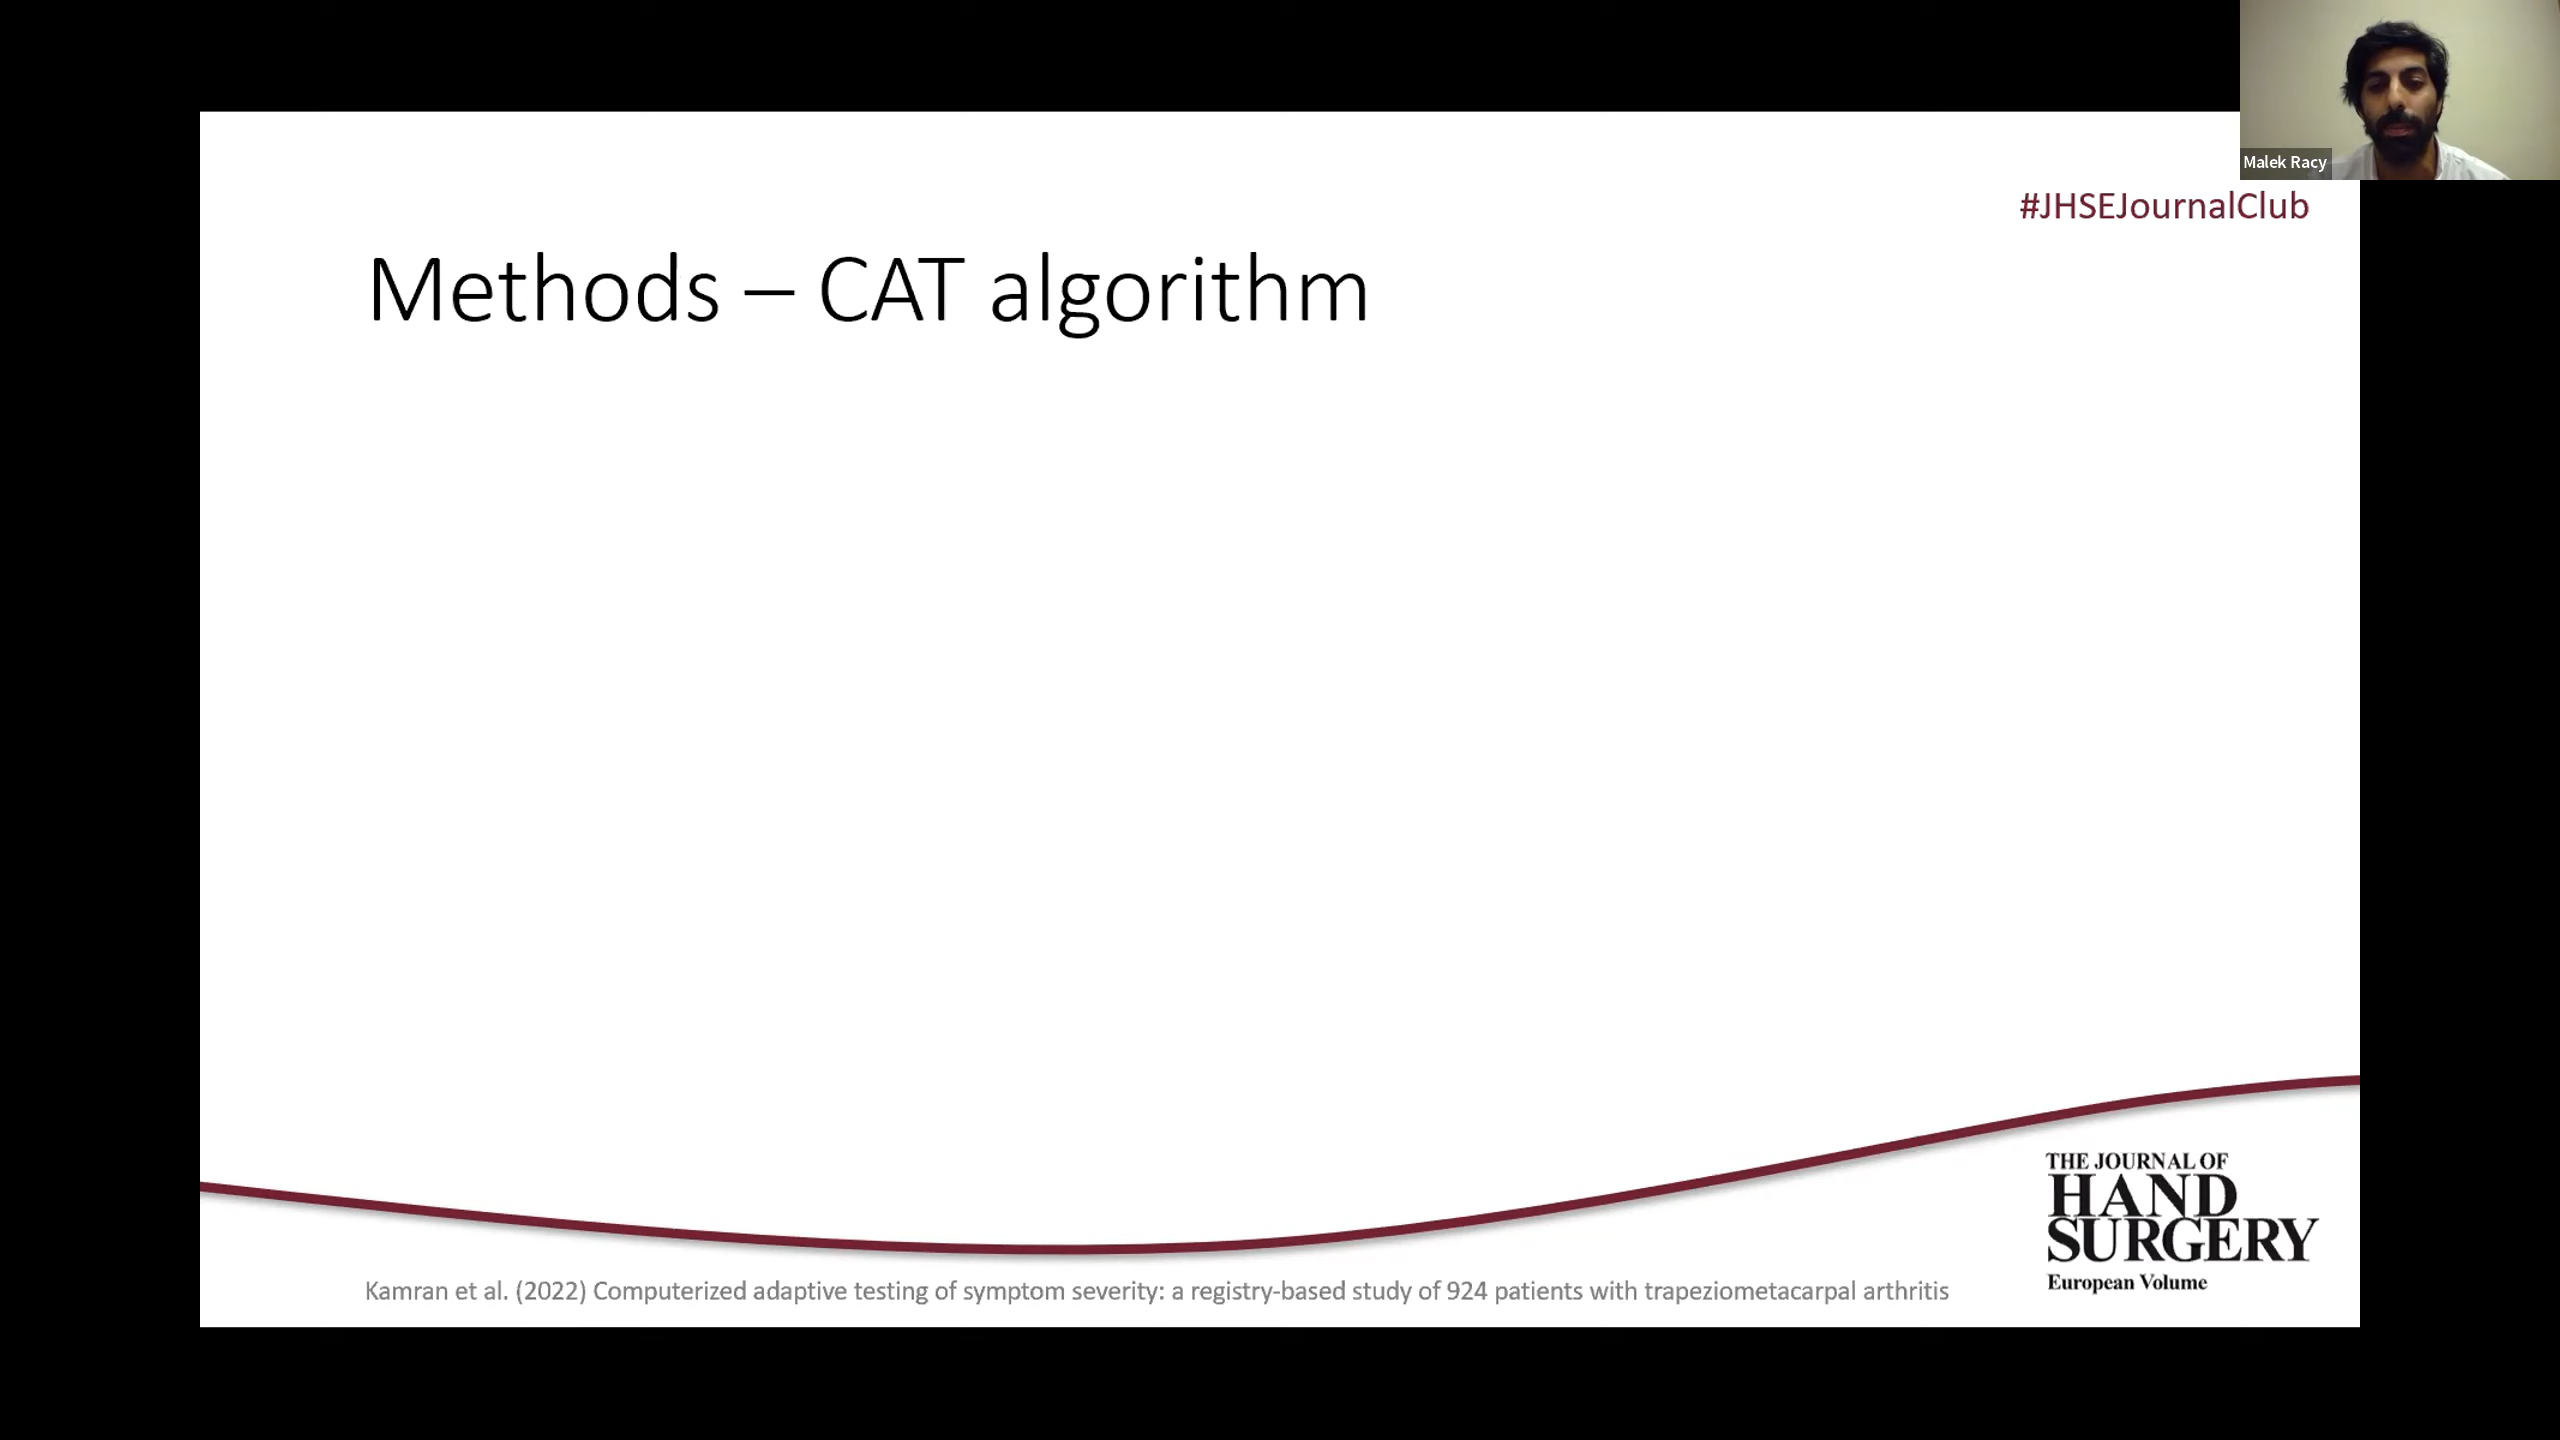 Malek Racy
#JHSEJournalClub
Methods – CAT algorithm
THE JOURNAL OF
HAND
SURGERY
European Volume
Kamran et al. (2022) Computerized adaptive testing of symptom severity: a registry-based study of 924 patients with trapeziometacarpal arthritis